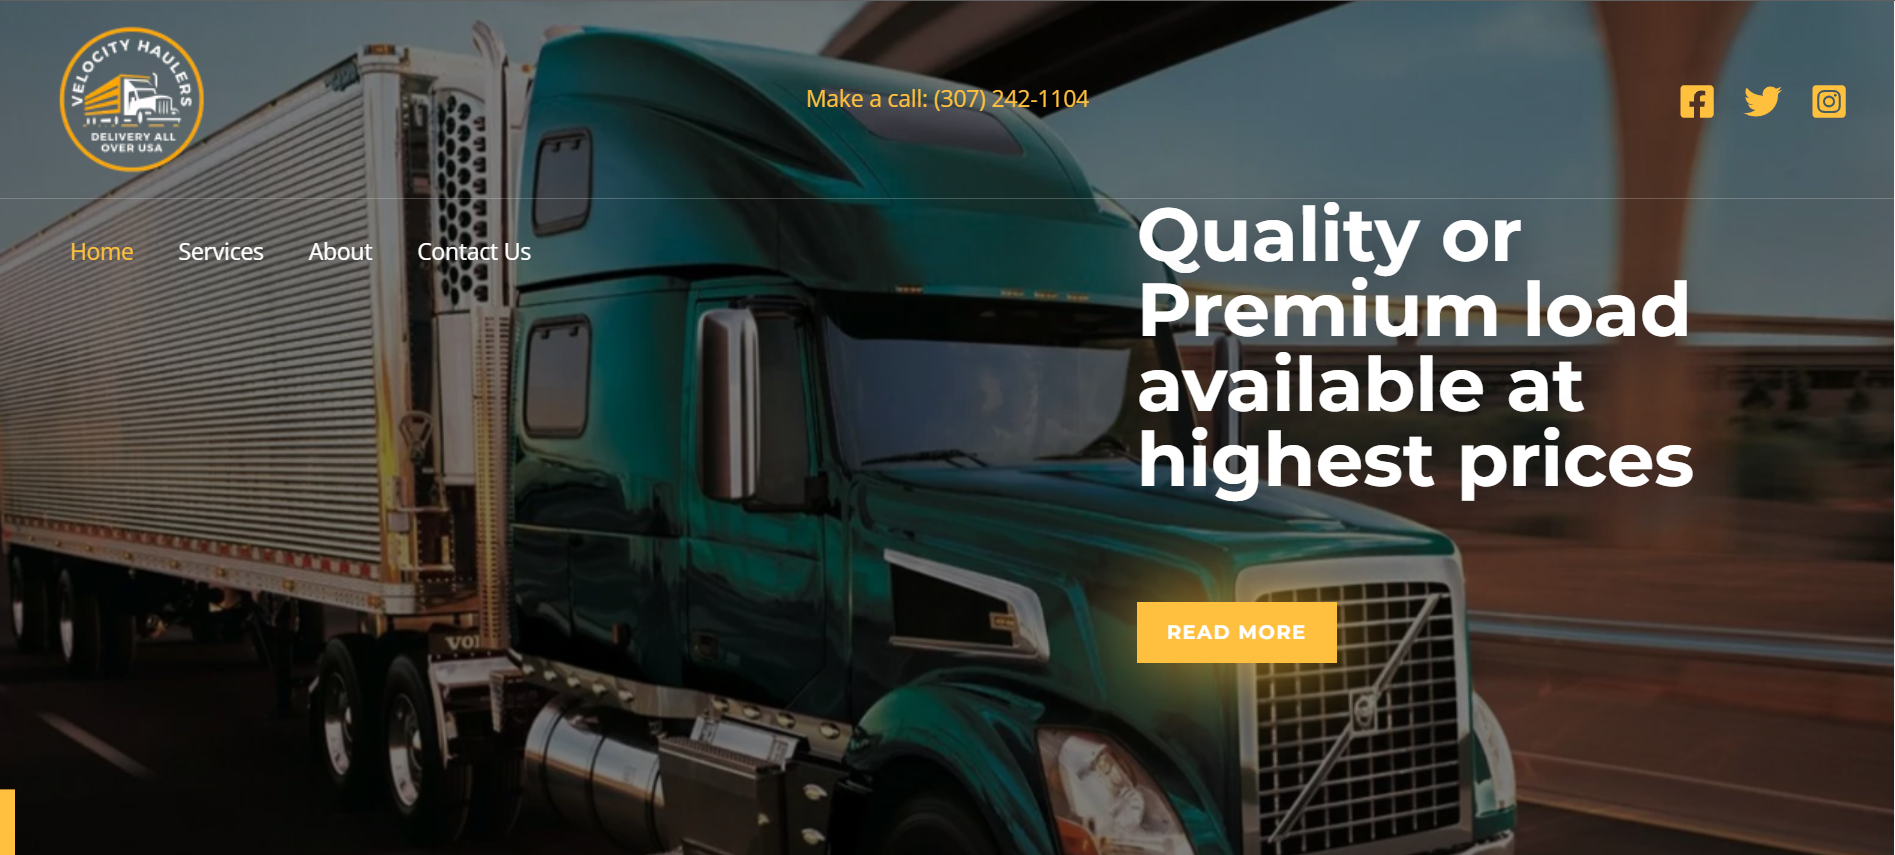 VELOCITY HAULERS
DELIVERY ALL
OVER USA
Make a call: (307) 242-1104
Home Services About Contact Us
Quality or
Premium load
available at
highest prices
READ MORE
VOL